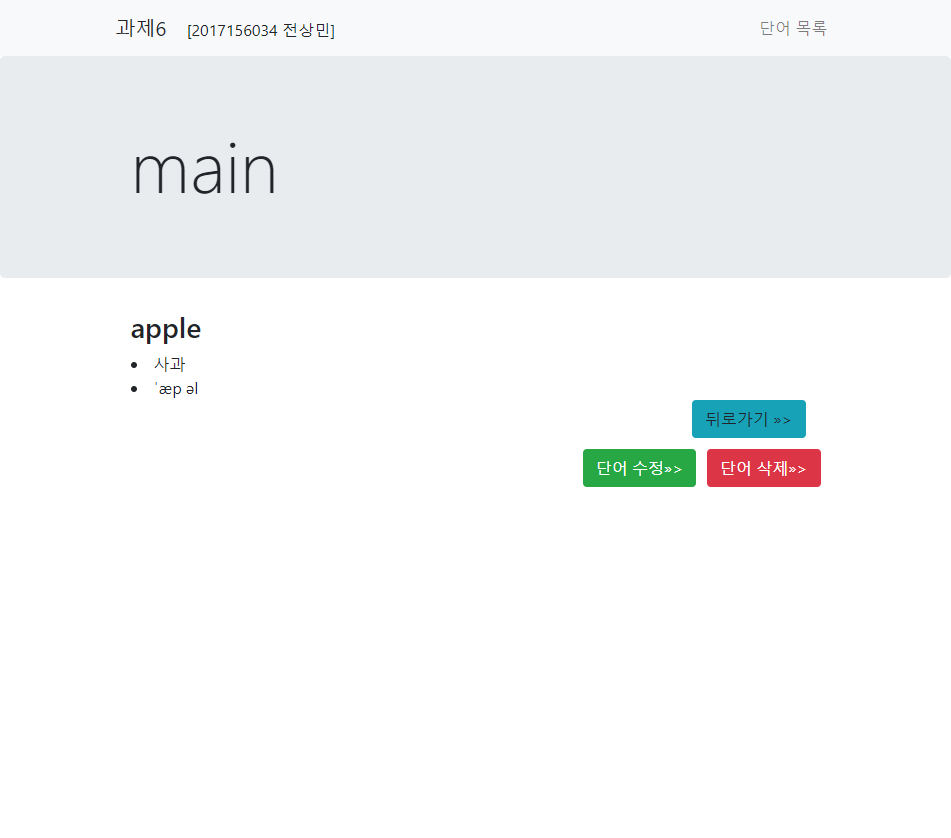 과제6 [2017156034 전상민] 단어 목록
main
apple
사과
ˈæp əl
뒤로가기 »>
단어 수정»> 단어 삭제»>